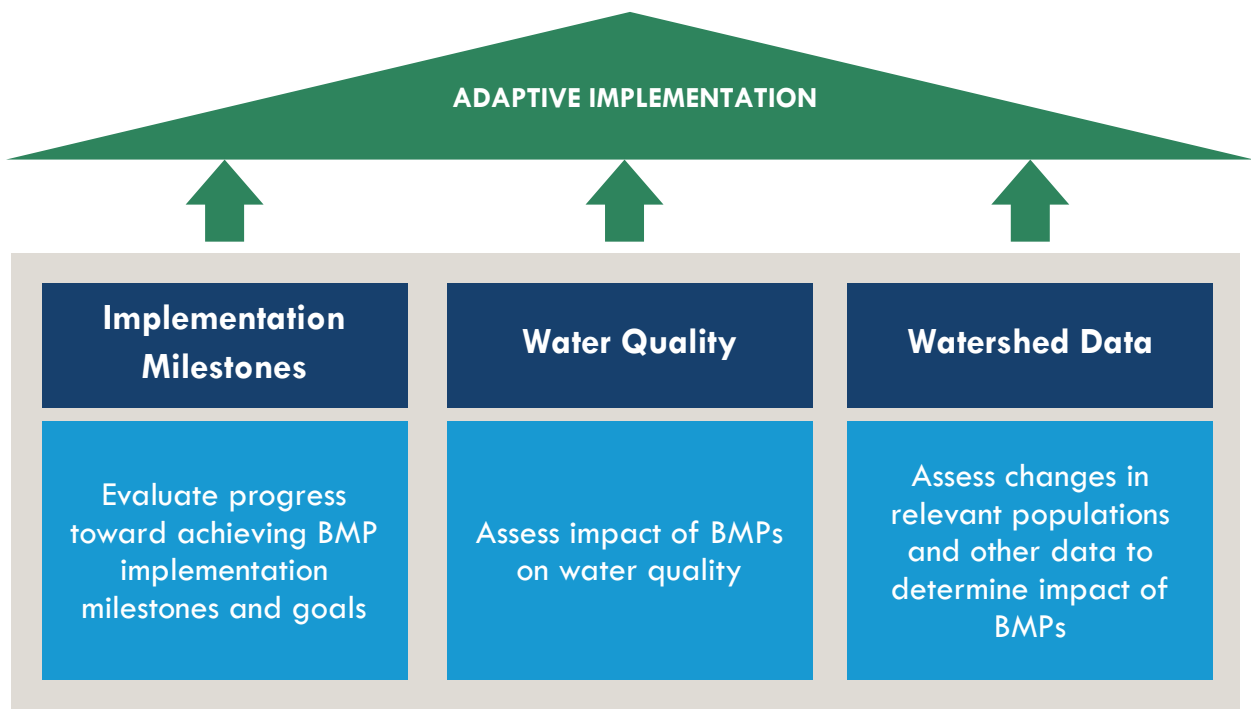 ADAPTIVE IMPLEMENTATION
Implementation
Milestones
Evaluate progress
toward achieving BMP
implementation
milestones and goals
Water Quality
Assess impact of BMPs
on water quality
Watershed Data
Assess changes in
relevant populations
and other data to
determine impact of
BMPs